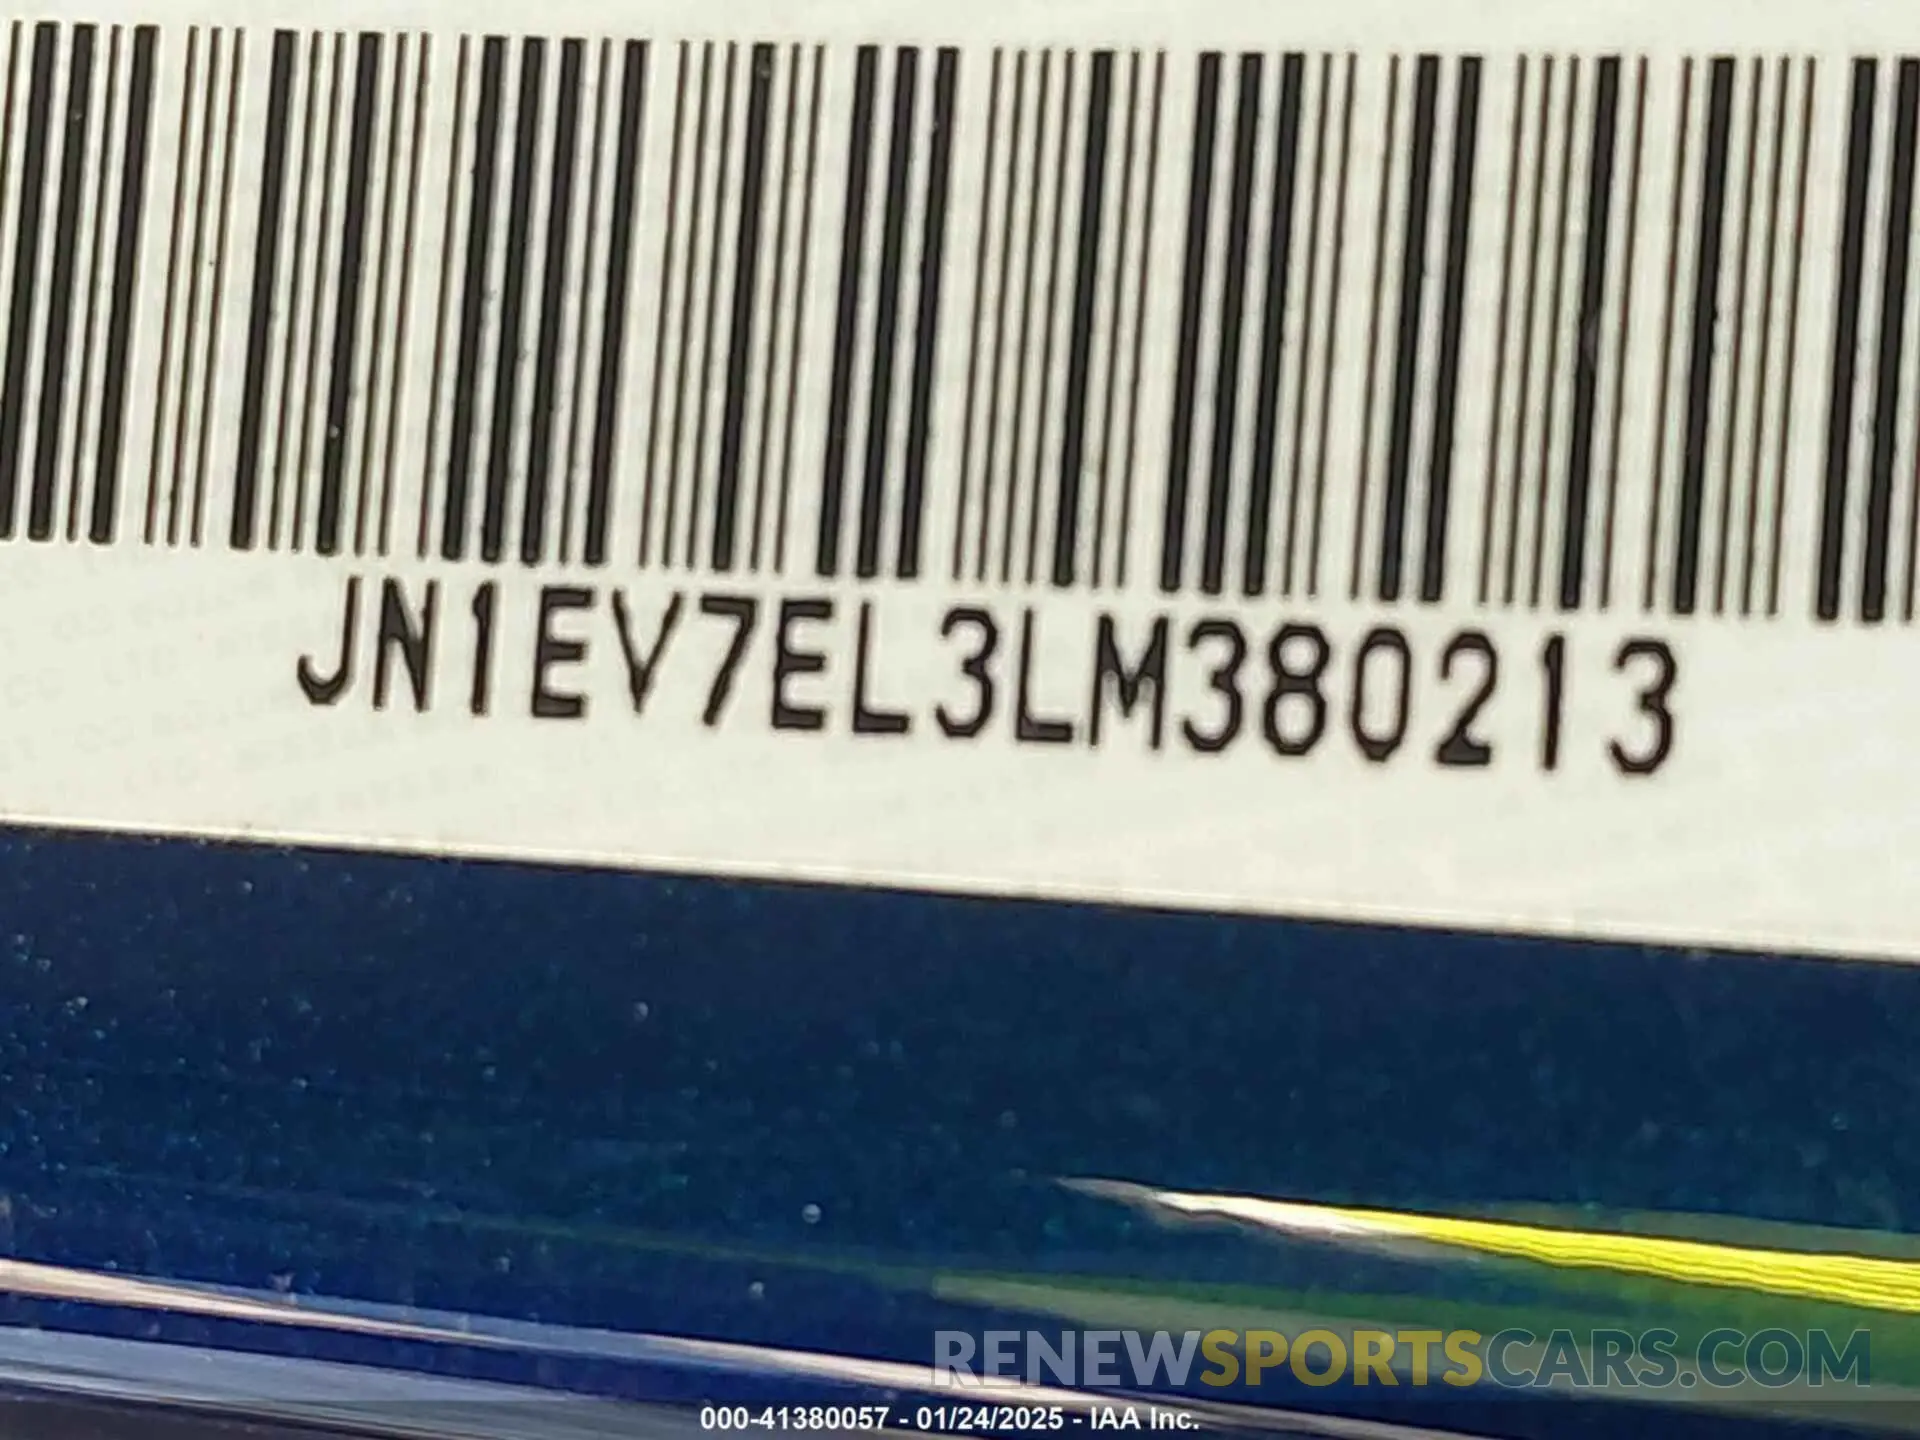 JN1EV7EL3LM380213
RENEWSPORTSCARS.COM
000-41380057 - 01/24/2025 - IAA Inc.